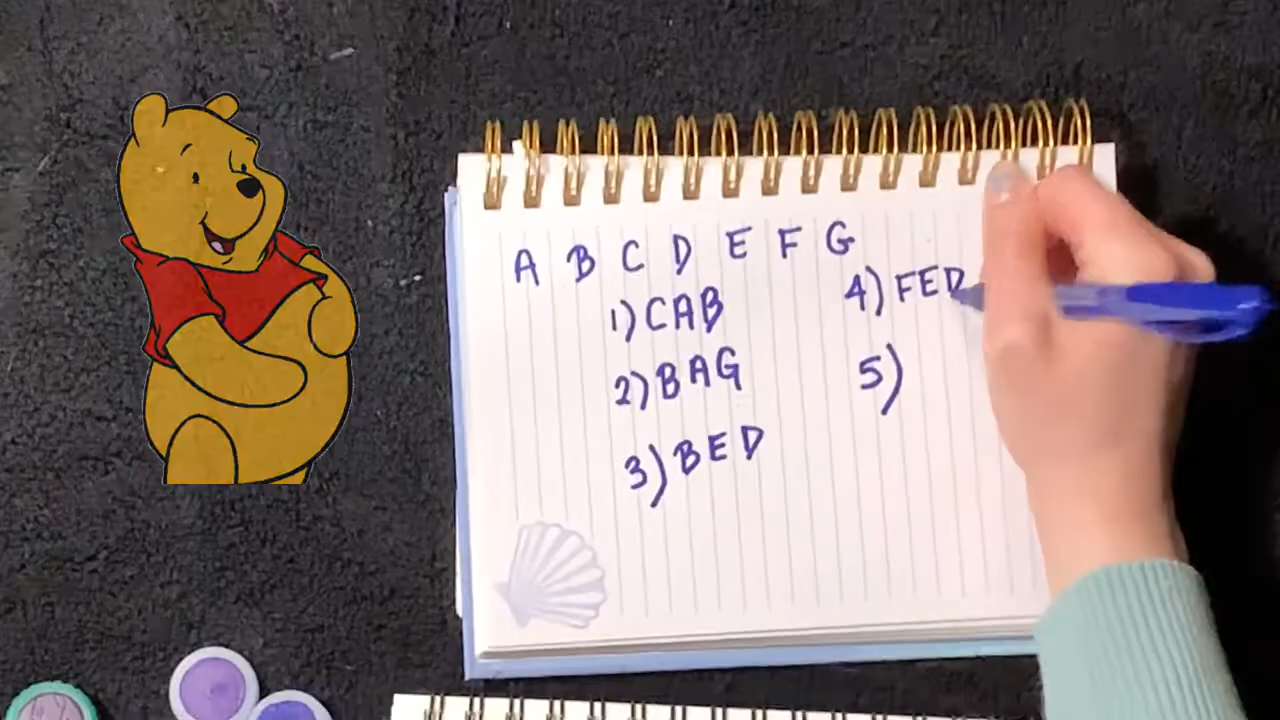 A B C D E F G
1) CAB
2) BAG
3) BED
4) FED
5)